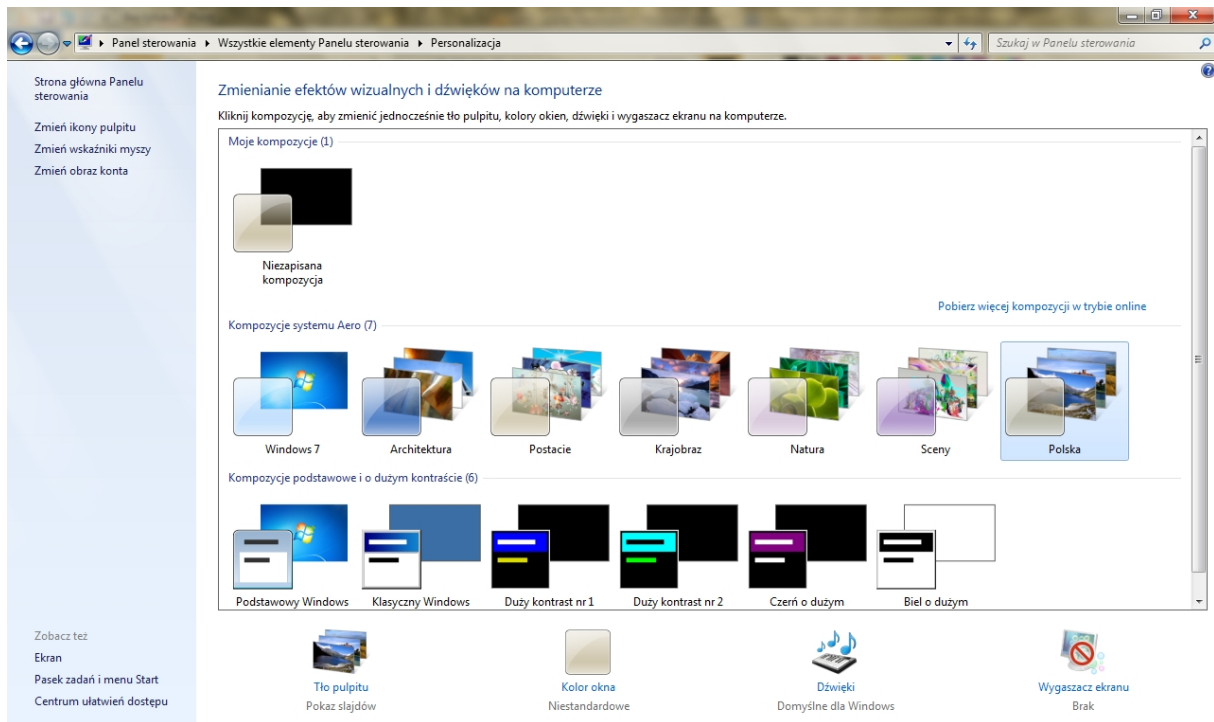 Panel sterowania ▸ Wszystkie elementy Panelu sterowania ▸ Personalizacja
Szukaj w Panelu sterowania
Strona główna Panelu
sterowania
Zmień ikony pulpitu
Zmień wskaźniki myszy
Zmień obraz konta
Zmienianie efektów wizualnych i dźwięków na komputerze
Kliknij kompozycję, aby zmienić jednocześnie tło pulpitu, kolory okien, dźwięki i wygaszacz ekranu na komputerze.
Moje kompozycje (1)
Niezapisana
kompozycja
Pobierz więcej kompozycji w trybie online
Kompozycje systemu Aero (7)
Windows 7 Architektura Postacie Krajobraz Natura Sceny Polska
Kompozycje podstawowe i o dużym kontraście (6)
Podstawowy Windows Klasyczny Windows Duży kontrast nr 1 Duży kontrast nr 2 Czerń o dużym Biel o dużym
Zobacz też
Ekran
Pasek zadań i menu Start
Centrum ułatwień dostępu
Tło pulpitu
Pokaz slajdów
Kolor okna
Niestandardowe
Dźwięki
Domyślne dla Windows
Wygaszacz ekranu
Brak